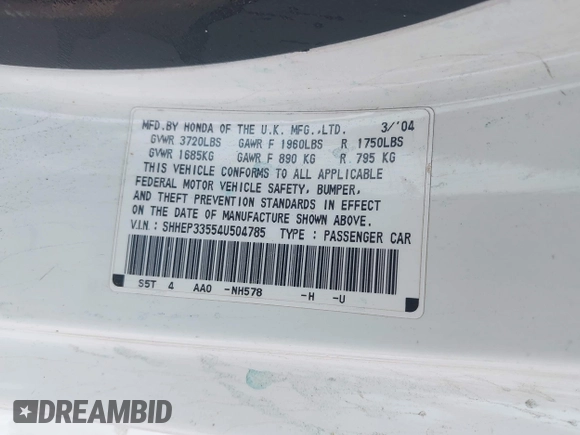 MFD.BY HONDA OF THE U.K. MFG.,LTD. 3/'04
GVWR 3720LBS GAWR F 1960LBS R 1750LBS
GVWR 1685KG GAWR F 890 KG R 795 KG
THIS VEHICLE CONFORMS TO ALL APPLICABLE
FEDERAL MOTOR VEHICLE SAFETY, BUMPER,
AND THEFT PREVENTION STANDARDS IN EFFECT
ON THE DATE OF MANUFACTURE SHOWN ABOVE.
V.I.N.: SHHEP33554U504785 TYPE: PASSENGER CAR
S5T 4 AA0 -NH578 -H -U
DREAMBID